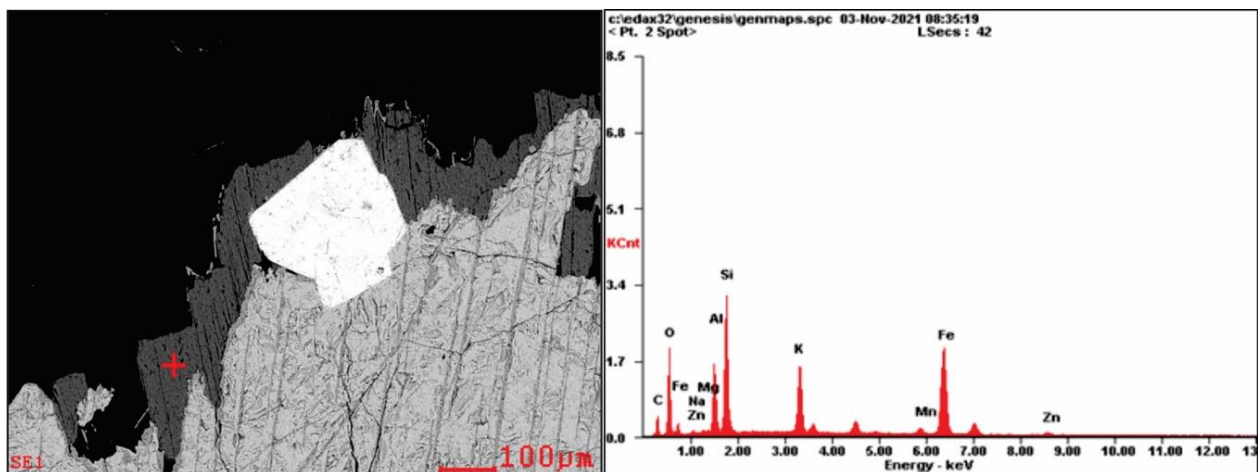 SE1
100µm
c:\edax32\genesis\genmaps.spc 03-Nov-2021 08:35:19
< Pt. 2 Spot>
LSecs : 42
8.5
6.8
5.1
KCnt
3.4
1.7
0.0
C
O
Fe
Na
Zn
Mg
Al
Si
K
Mn
Fe
Zn
1.00 2.00 3.00 4.00 5.00 6.00 7.00 8.00 9.00 10.00 11.00 12.00
Energy - keV